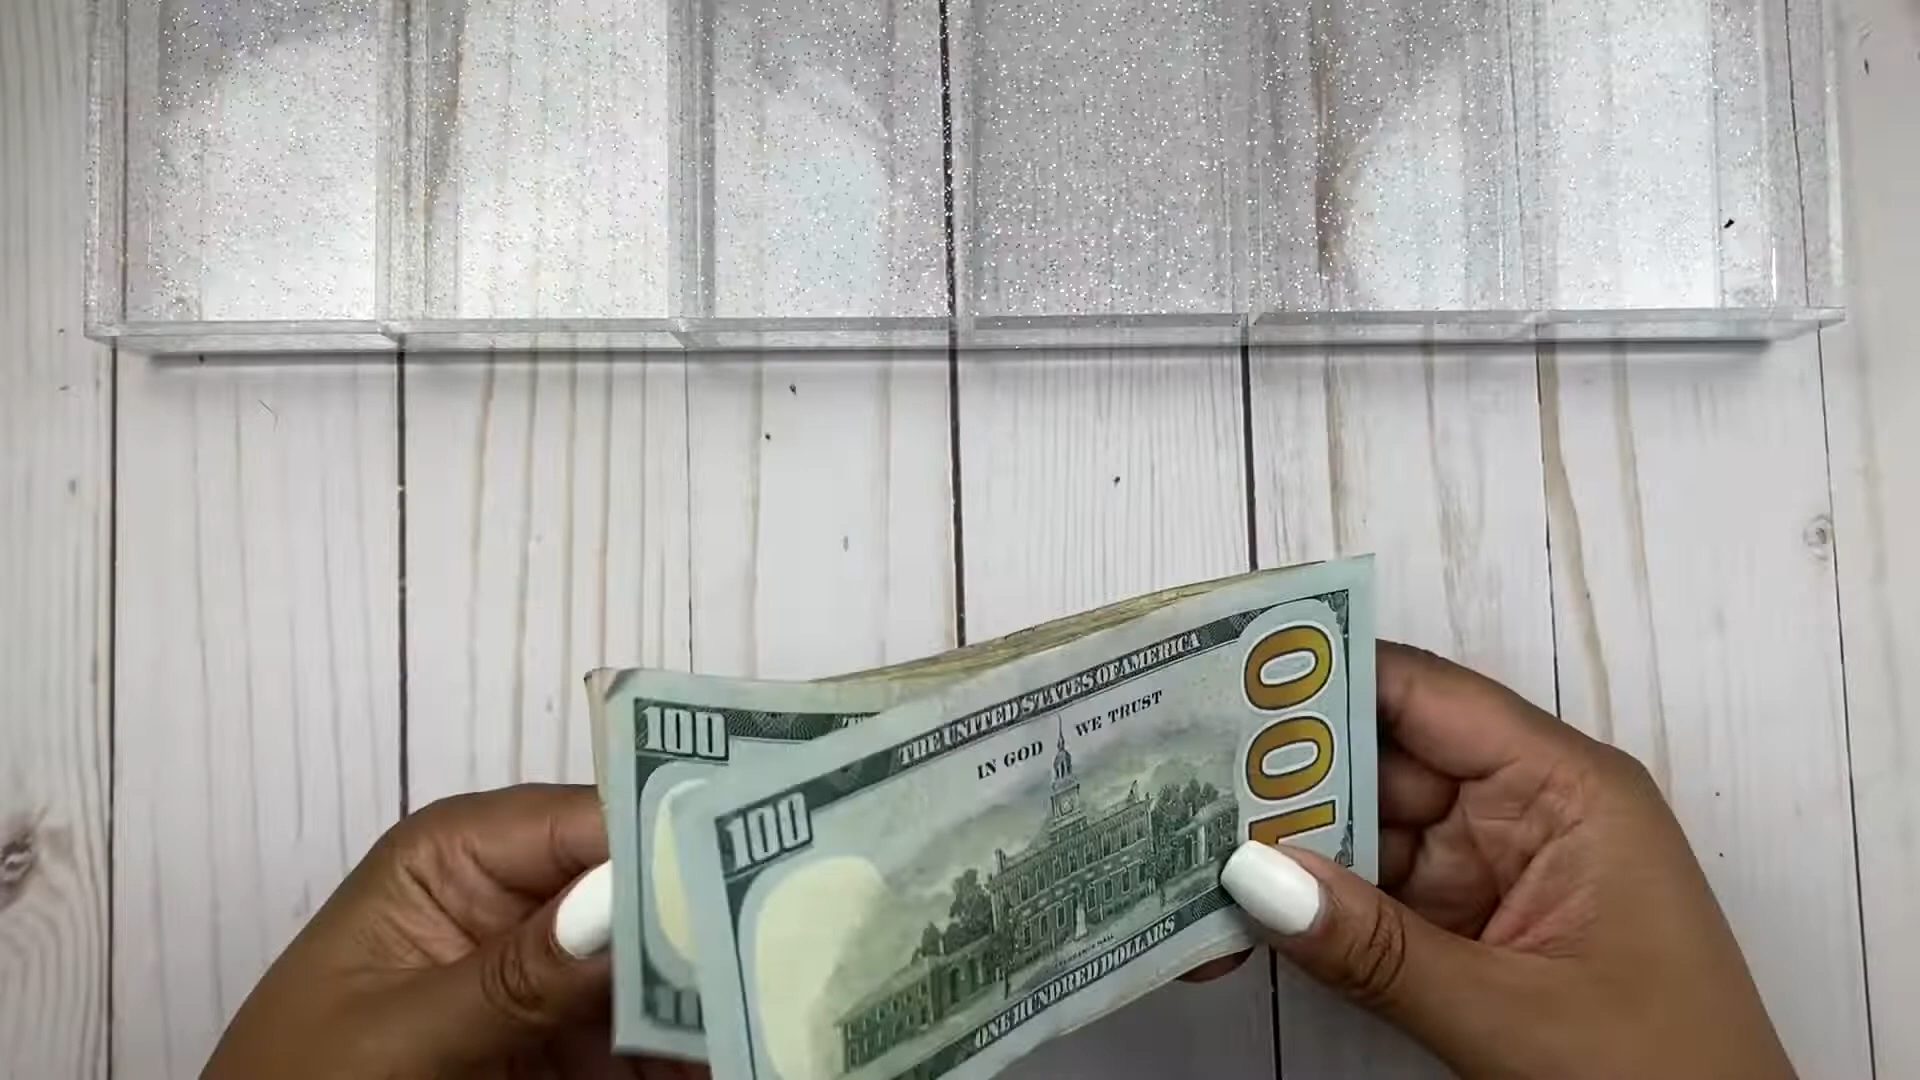 100
THE UNITED STATES OF AMERICA
IN GOD WE TRUST
100
100
ONE HUNDRED DOLLARS